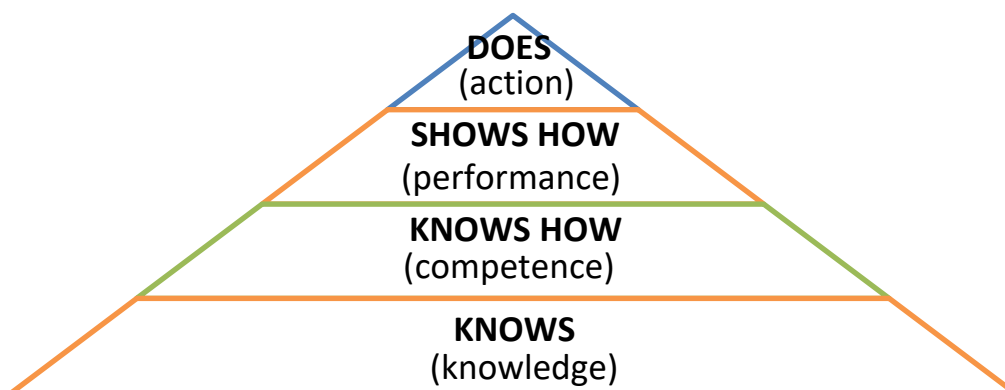 DOES
(action)
SHOWS HOW
(performance)
KNOWS HOW
(competence)
KNOWS
(knowledge)